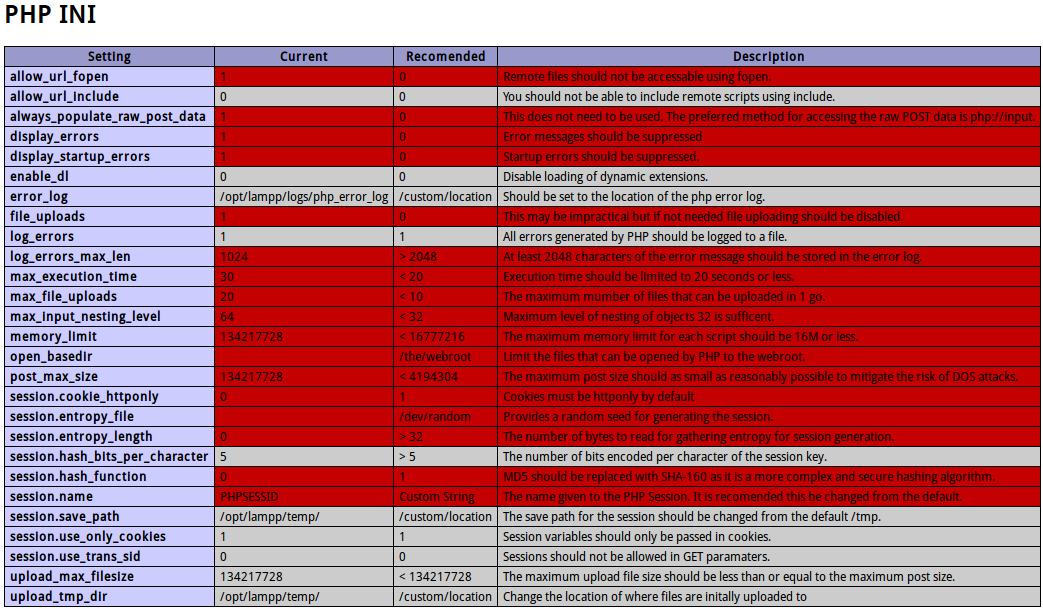 PHP INI
Setting Current Recomended Description
allow_url_fopen 1 0 Remote files should not be accessable using fopen.
allow_url_include 0 0 You should not be able to include remote scripts using include.
always_populate_raw_post_data 1 0 This does not need to be used. The preferred method for accessing the raw POST data is php://input.
display_errors 1 0 Error messages should be suppressed
display_startup_errors 1 0 Startup errors should be suppressed.
enable_dl 0 0 Disable loading of dynamic extensions.
error_log /opt/lampp/logs/php_error_log /custom/location Should be set to the location of the php error log.
file_uploads 1 0 This may be impractical but if not needed file uploading should be disabled.
log_errors 1 1 All errors generated by PHP should be logged to a file.
log_errors_max_len 1024 > 2048 At least 2048 characters of the error message should be stored in the error log.
max_execution_time 30 < 20 Execution time should be limited to 20 seconds or less.
max_file_uploads 20 < 10 The maximum mumber of files that can be uploaded in 1 go.
max_input_nesting_level 64 < 32 Maximum level of nesting of objects 32 is sufficent.
memory_limit 134217728 < 16777216 The maximum memory limit for each script should be 16M or less.
open_basedir /the/webroot Limit the files that can be opened by PHP to the webroot.
post_max_size 134217728 < 4194304 The maximum post size should as small as reasonably possible to mitigate the risk of DOS attacks.
session.cookie_httponly 0 1 Cookies must be httponly by default
session.entropy_file /dev/random Provides a random seed for generating the session.
session.entropy_length 0 > 32 The number of bytes to read for gathering entropy for session generation.
session.hash_bits_per_character 5 > 5 The number of bits encoded per character of the session key.
session.hash_function 0 1 MD5 should be replaced with SHA-160 as it is a more complex and secure hashing algorithm.
session.name PHPSESSID Custom String The name given to the PHP Session. It is recomended this be changed from the default.
session.save_path /opt/lampp/temp/ /custom/location The save path for the session should be changed from the default /tmp.
session.use_only_cookies 1 1 Session variables should only be passed in cookies.
session.use_trans_sid 0 0 Sessions should not be allowed in GET paramaters.
upload_max_filesize 134217728 < 134217728 The maximum upload file size should be less than or equal to the maximum post size.
upload_tmp_dir /opt/lampp/temp/ /custom/location Change the location of where files are initally uploaded to